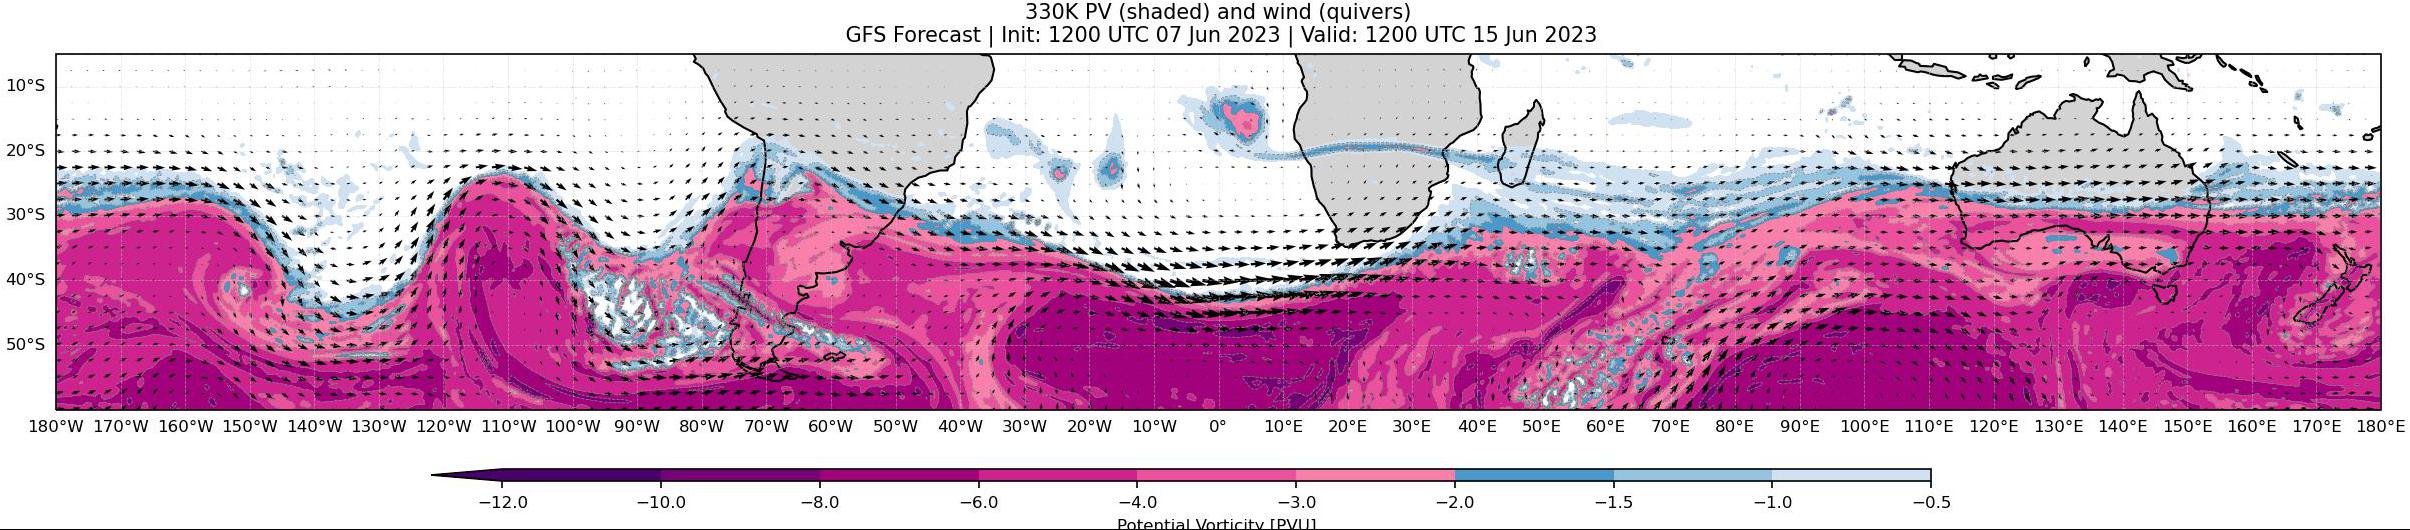 330K PV (shaded) and wind (quivers)
GFS Forecast | Init: 1200 UTC 07 Jun 2023 | Valid: 1200 UTC 15 Jun 2023
10°S
20°S
30°S
40°S
50°S
180°W 170°W 160°W 150°W 140°W 130°W 120°W 110°W 100°W 90°W 80°W 70°W 60°W 50°W 40°W 30°W 20°W 10°W 0° 10°E 20°E 30°E 40°E 50°E 60°E 70°E 80°E 90°E 100°E 110°E 120°E 130°E 140°E 150°E 160°E 170°E 180°E
−12.0 −10.0 −8.0 −6.0 −4.0 −3.0 −2.0 −1.5 −1.0 −0.5
Potential Vorticity [PVU]